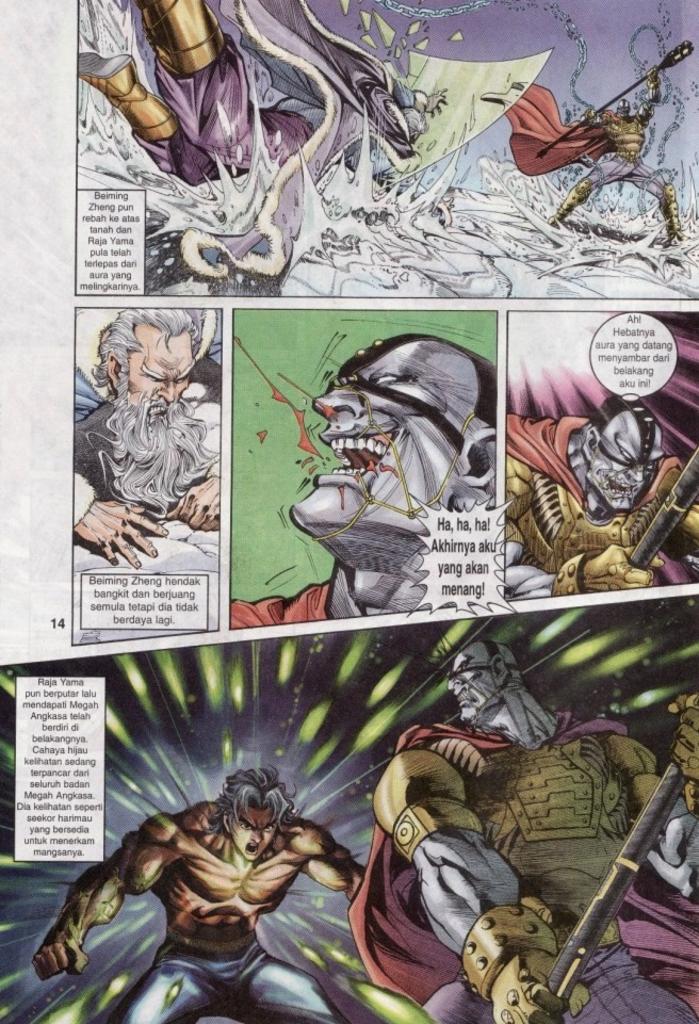 Beiming
Zheng pun
rebah ke atas
tanah dan
Raja Yama
pula telah
terlepas dari
aura yang
melingkarinya.
Beiming Zheng hendak
bangkit dan berjuang
semula tetapi dia tidak
berdaya lagi.
Ha, ha, ha!
Akhirnya aku
yang akan
menang!
Ah!
Hebatnya
aura yang datang
menyambar dari
belakang
aku ini!
14
Raja Yama
pun berputar lalu
mendapati Megah
Angkasa telah
berdiri di
belakangnya.
Cahaya hijau
kelihatan sedang
terpancar dari
seluruh badan
Megah Angkasa.
Dia kelihatan seperti
seekor harimau
yang bersedia
untuk menerkam
mangsanya.